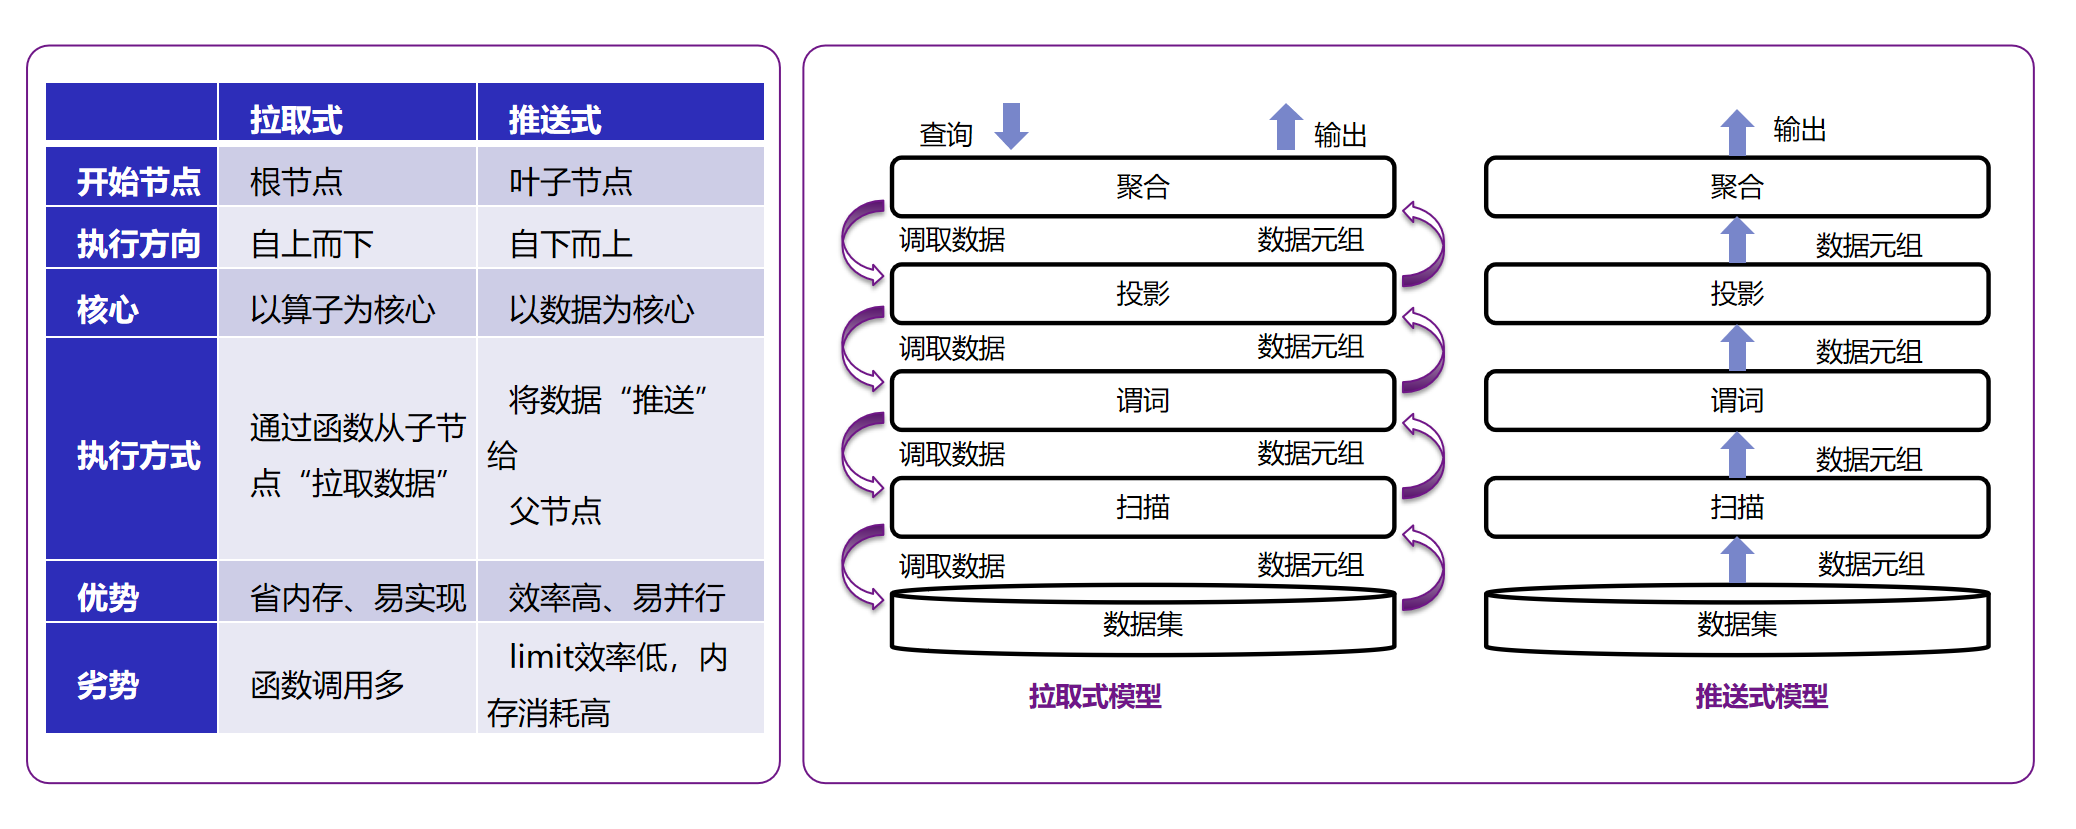 拉取式 推送式
开始节点 根节点 叶子节点
执行方向 自上而下 自下而上
核心 以算子为核心 以数据为核心
执行方式 通过函数从子节 将数据“推送”
点“拉取数据” 给
父节点
优势 省内存、易实现 效率高、易并行
劣势 函数调用多 limit效率低，内
存消耗高
查询 输出
聚合
调取数据 数据元组
投影
调取数据 数据元组
谓词
调取数据 数据元组
扫描
调取数据 数据元组
数据集
拉取式模型
输出
聚合
数据元组
投影
数据元组
谓词
数据元组
扫描
数据元组
数据集
推送式模型